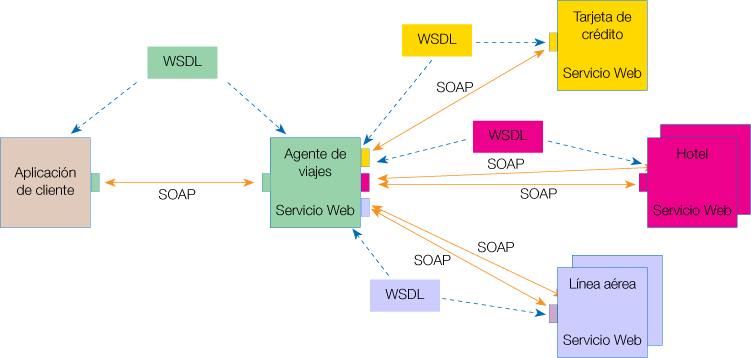 WSDL
Aplicación
de cliente
SOAP
Agente de
viajes
Servicio Web
WSDL
SOAP
Tarjeta de
crédito
Servicio Web
WSDL
SOAP
SOAP
Hotel
Servicio Web
SOAP
SOAP
WSDL
Línea aérea
Servicio Web